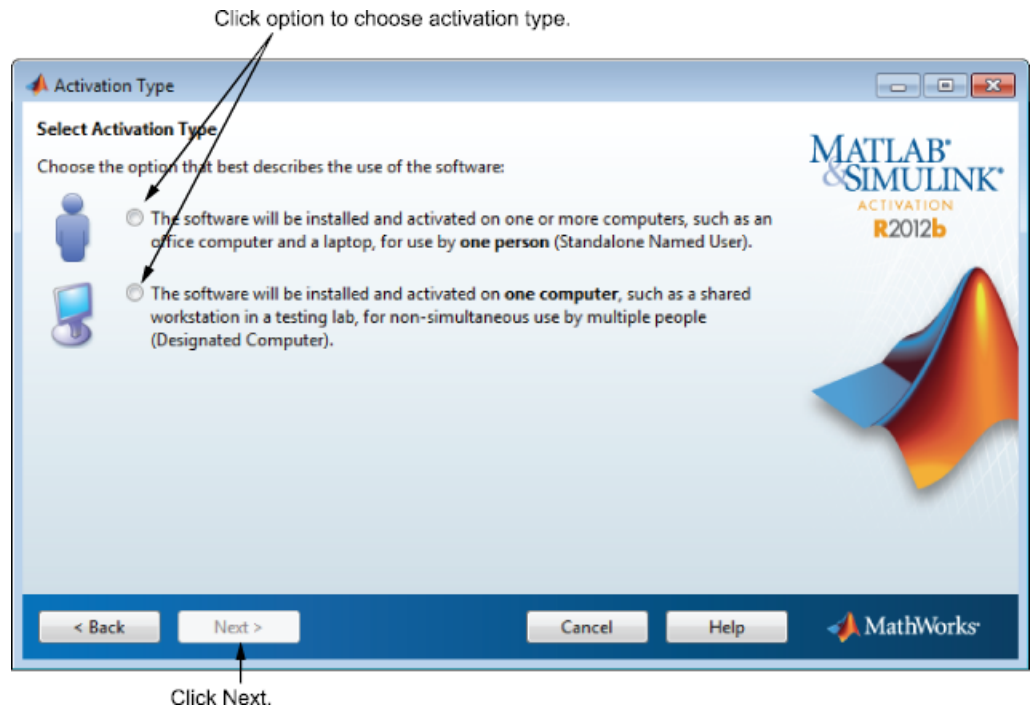 Click option to choose activation type.
Activation Type
Select Activation Type
Choose the option that best describes the use of the software:
The software will be installed and activated on one or more computers, such as an
office computer and a laptop, for use by one person (Standalone Named User).
The software will be installed and activated on one computer, such as a shared
workstation in a testing lab, for non-simultaneous use by multiple people
(Designated Computer).
MATLAB®
&SIMULINK®
ACTIVATION
R2012b
< Back
Next >
Cancel
Help
MathWorks®
Click Next.